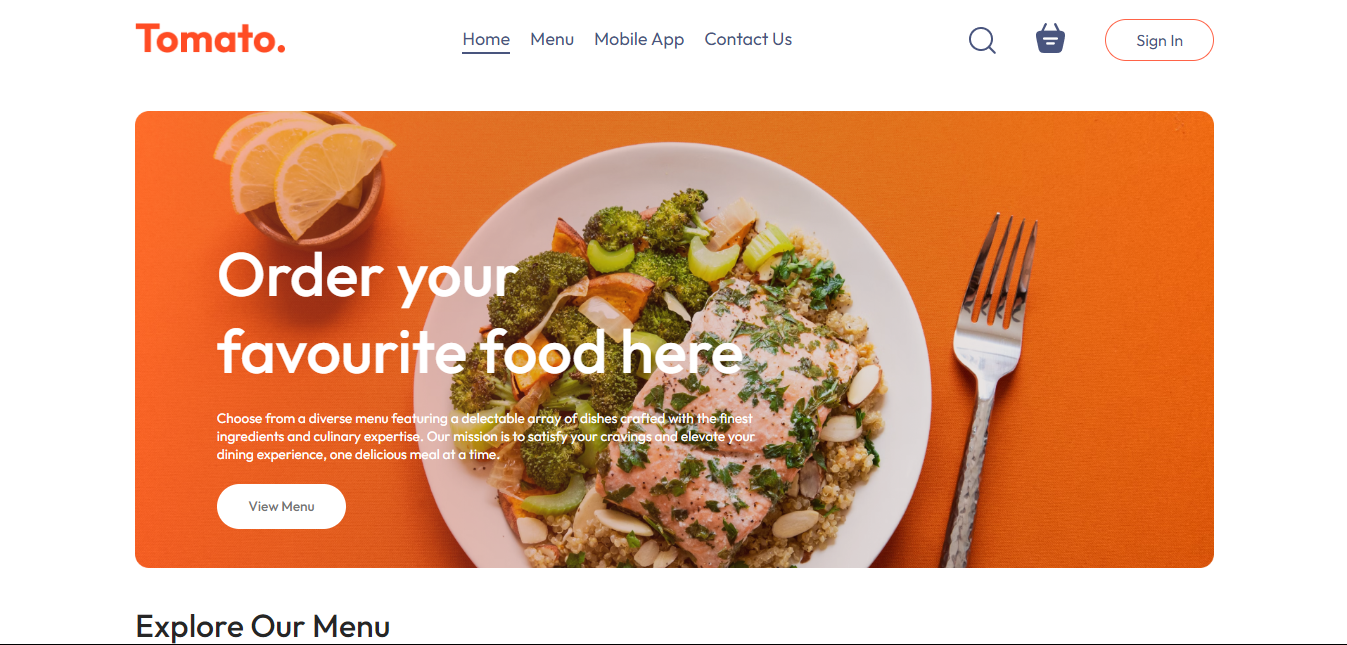 Tomato.
Home Menu Mobile App Contact Us
Sign In
Order your
favourite food here
Choose from a diverse menu featuring a delectable array of dishes crafted with the finest
ingredients and culinary expertise. Our mission is to satisfy your cravings and elevate your
dining experience, one delicious meal at a time.
View Menu
Explore Our Menu